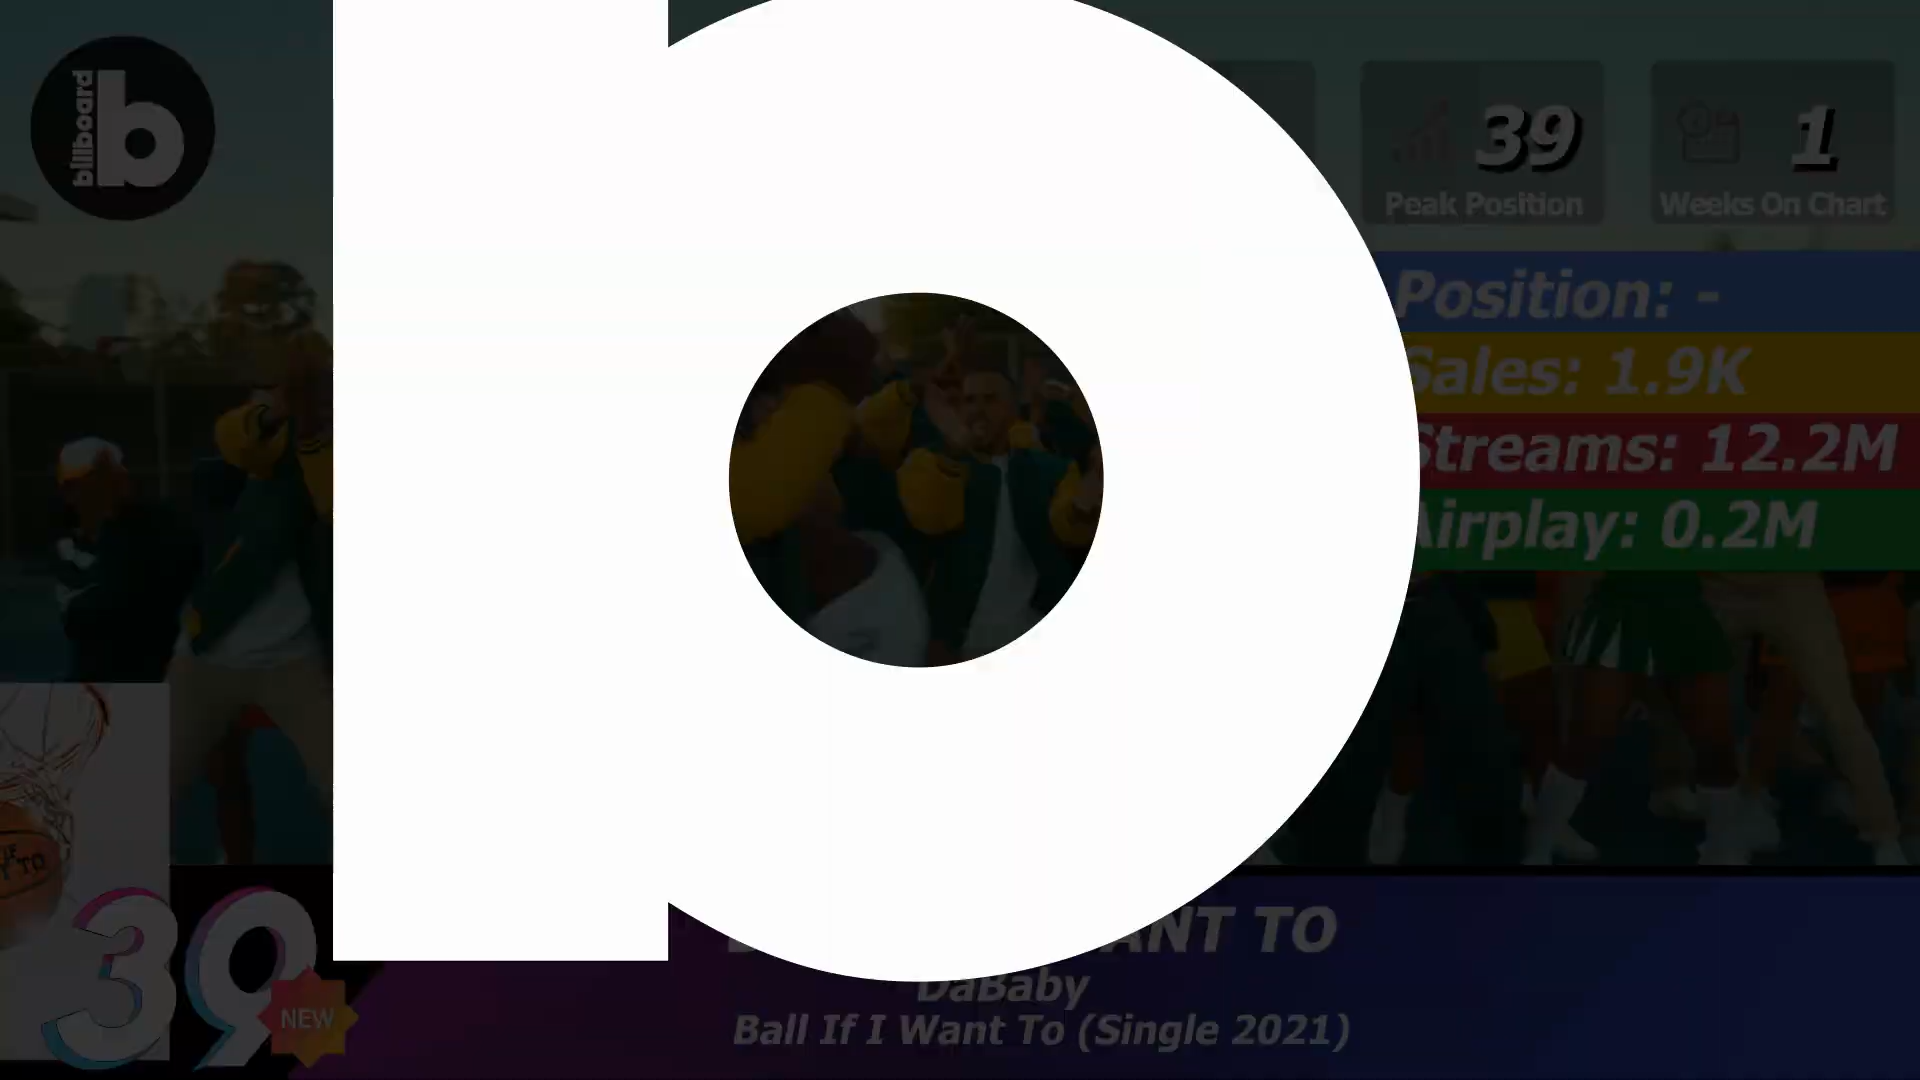 billboard
b
39
Peak Position
1
Weeks On Chart
Position: -
Sales: 1.9K
Streams: 12.2M
Airplay: 0.2M
39
NEW
ANT TO
DaBaby
Ball If I Want To (Single 2021)